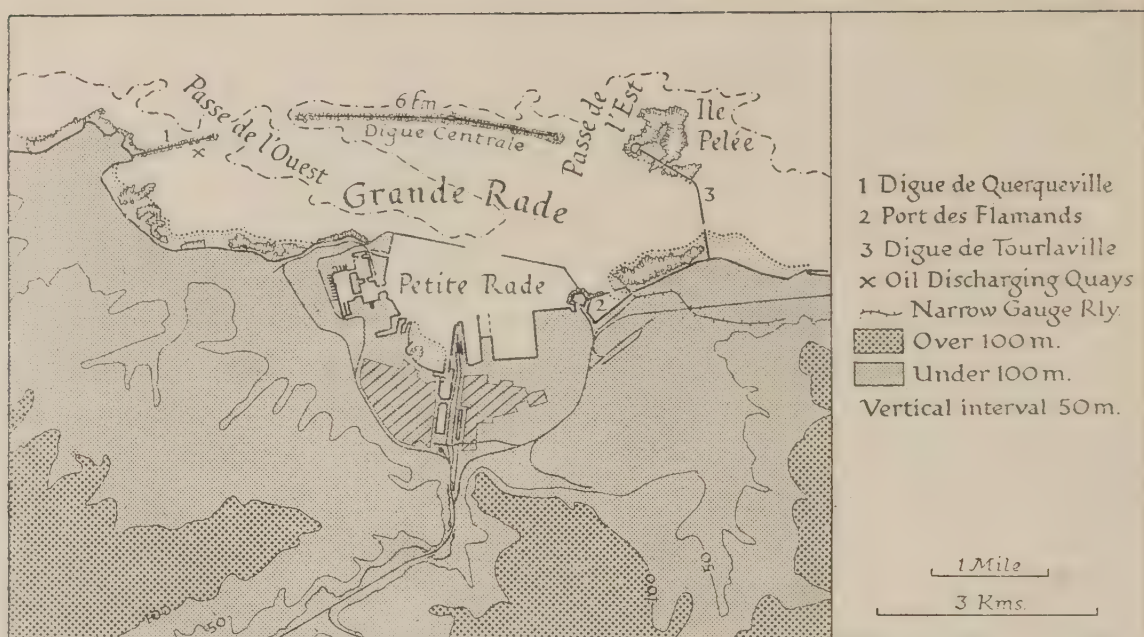 Passe de l'Ouest
1
x
6 fm
Digue Centrale
Passe de
l'Est
Ile
Pelée
3
Grande Rade
Petite Rade
2
100
50
100
50
1 Digue de Querqueville
2 Port des Flamands
3 Digue de Tourlaville
x Oil Discharging Quays
Narrow Gauge Rly.
Over 100 m.
Under 100 m.
Vertical interval 50 m.
1 Mile
3 Kms.